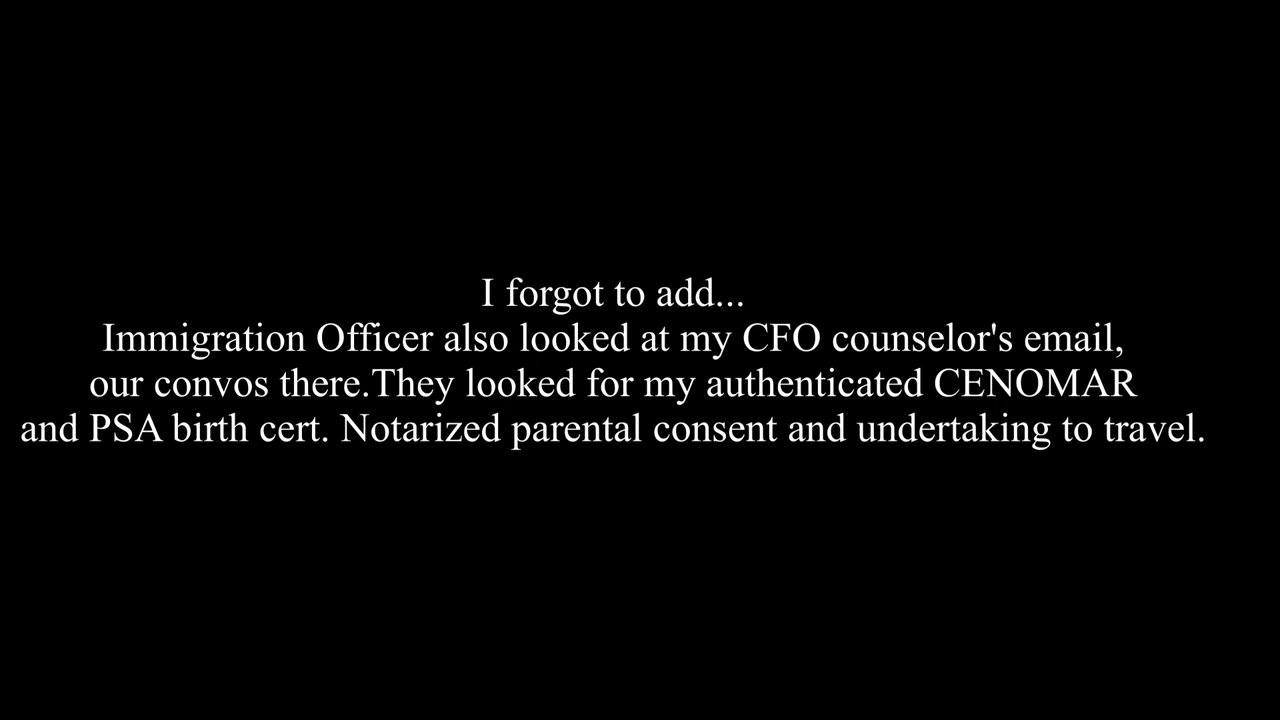 I forgot to add...
Immigration Officer also looked at my CFO counselor's email,
our convos there.They looked for my authenticated CENOMAR
and PSA birth cert. Notarized parental consent and undertaking to travel.